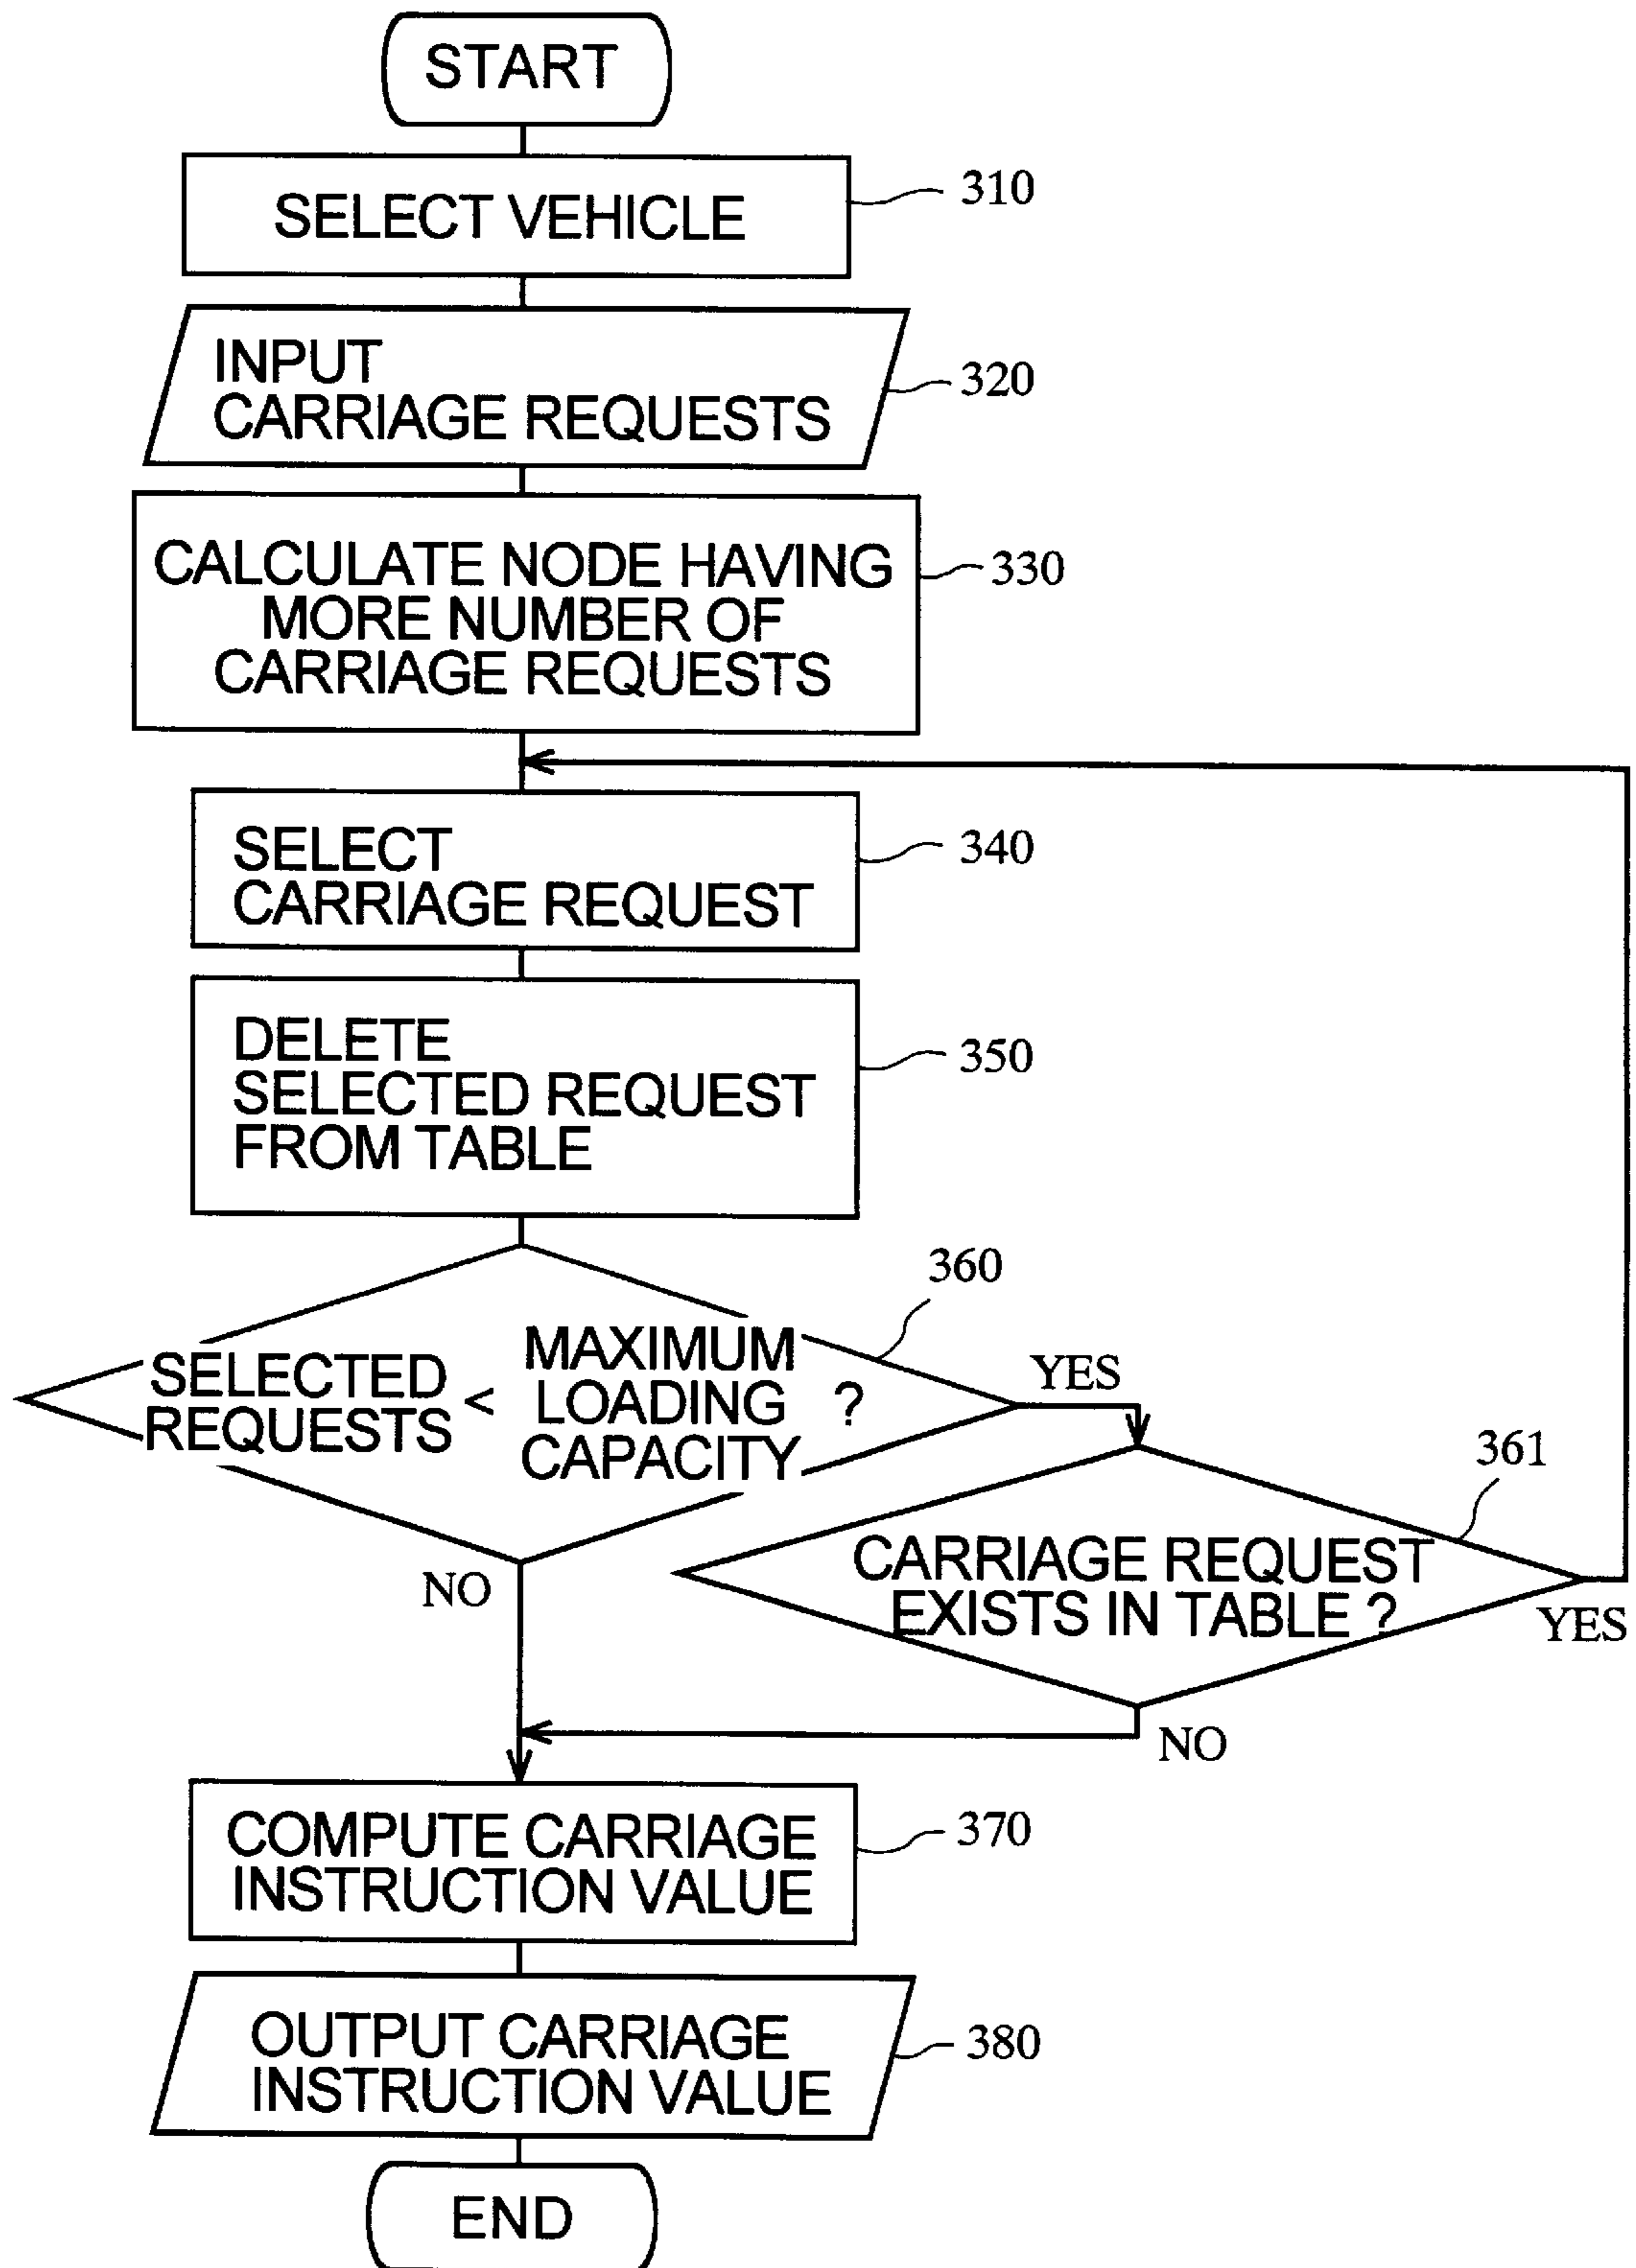 START
SELECT VEHICLE
310
INPUT
CARRIAGE REQUESTS
320
CALCULATE NODE HAVING
MORE NUMBER OF
CARRIAGE REQUESTS
330
SELECT
CARRIAGE REQUEST
340
DELETE
SELECTED REQUEST
FROM TABLE
350
360
SELECTED
REQUESTS
<
MAXIMUM
LOADING
CAPACITY
?
YES
NO
361
CARRIAGE REQUEST
EXISTS IN TABLE ?
YES
NO
COMPUTE CARRIAGE
INSTRUCTION VALUE
370
OUTPUT CARRIAGE
INSTRUCTION VALUE
380
END